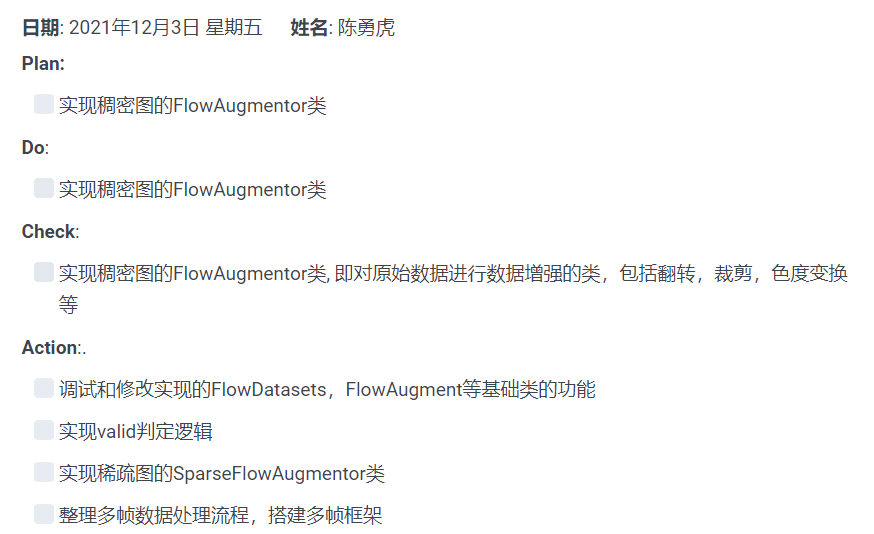 日期: 2021年12月3日 星期五 姓名: 陈勇虎
Plan:
实现稠密图的FlowAugmentor类
Do:
实现稠密图的FlowAugmentor类
Check:
实现稠密图的FlowAugmentor类, 即对原始数据进行数据增强的类，包括翻转，裁剪，色度变换
等
Action:.
调试和修改实现的FlowDatasets，FlowAugment等基础类的功能
实现valid判定逻辑
实现稀疏图的SparseFlowAugmentor类
整理多帧数据处理流程，搭建多帧框架